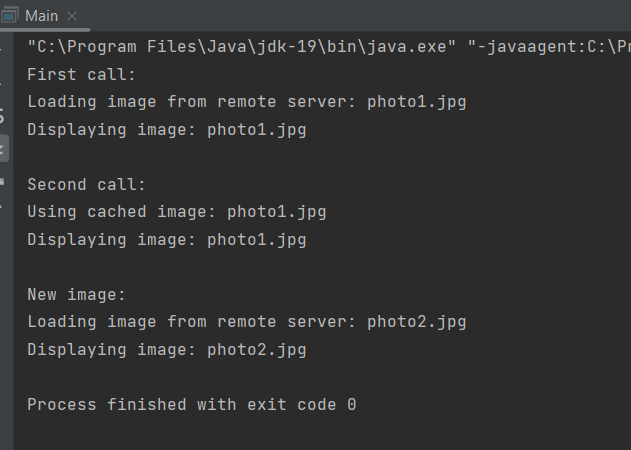 Main
"C:\Program Files\Java\jdk-19\bin\java.exe" "-javaagent:C:\Pr
First call:
Loading image from remote server: photo1.jpg
Displaying image: photo1.jpg
Second call:
Using cached image: photo1.jpg
Displaying image: photo1.jpg
New image:
Loading image from remote server: photo2.jpg
Displaying image: photo2.jpg
Process finished with exit code 0